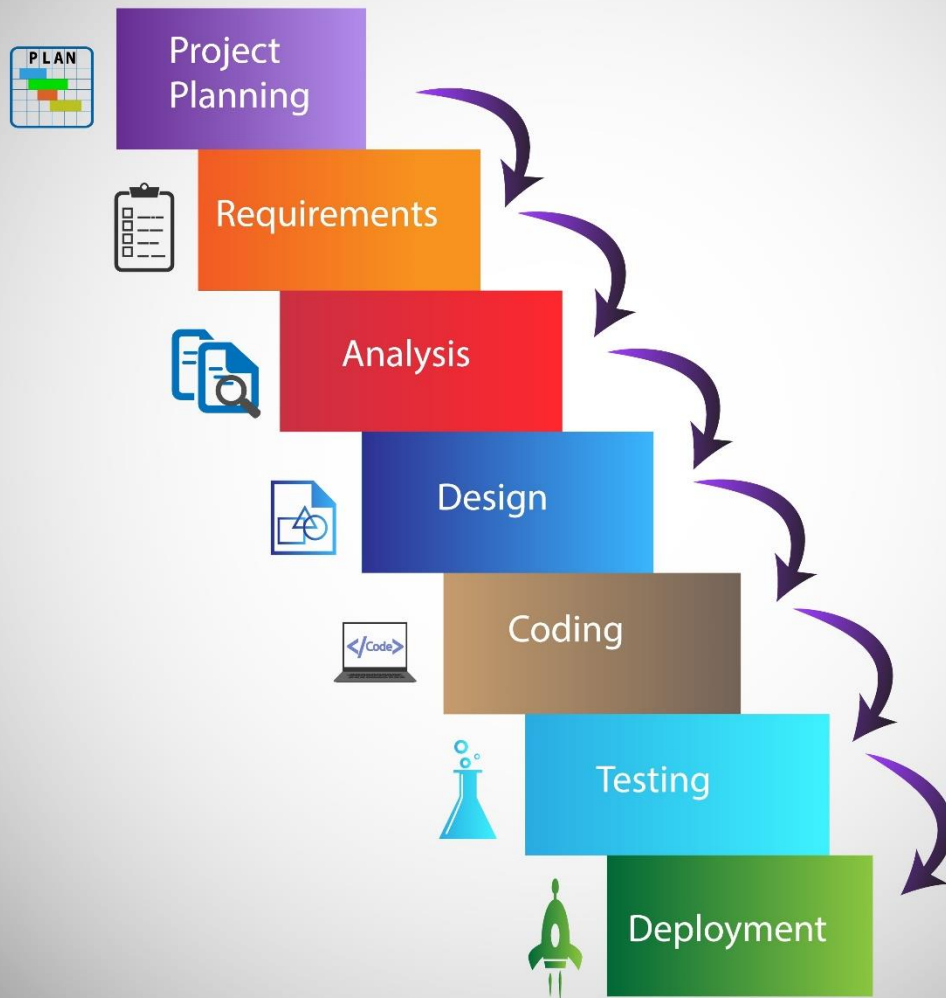 PLAN
Project
Planning
Requirements
Analysis
Design
</Code>
Coding
Testing
Deployment